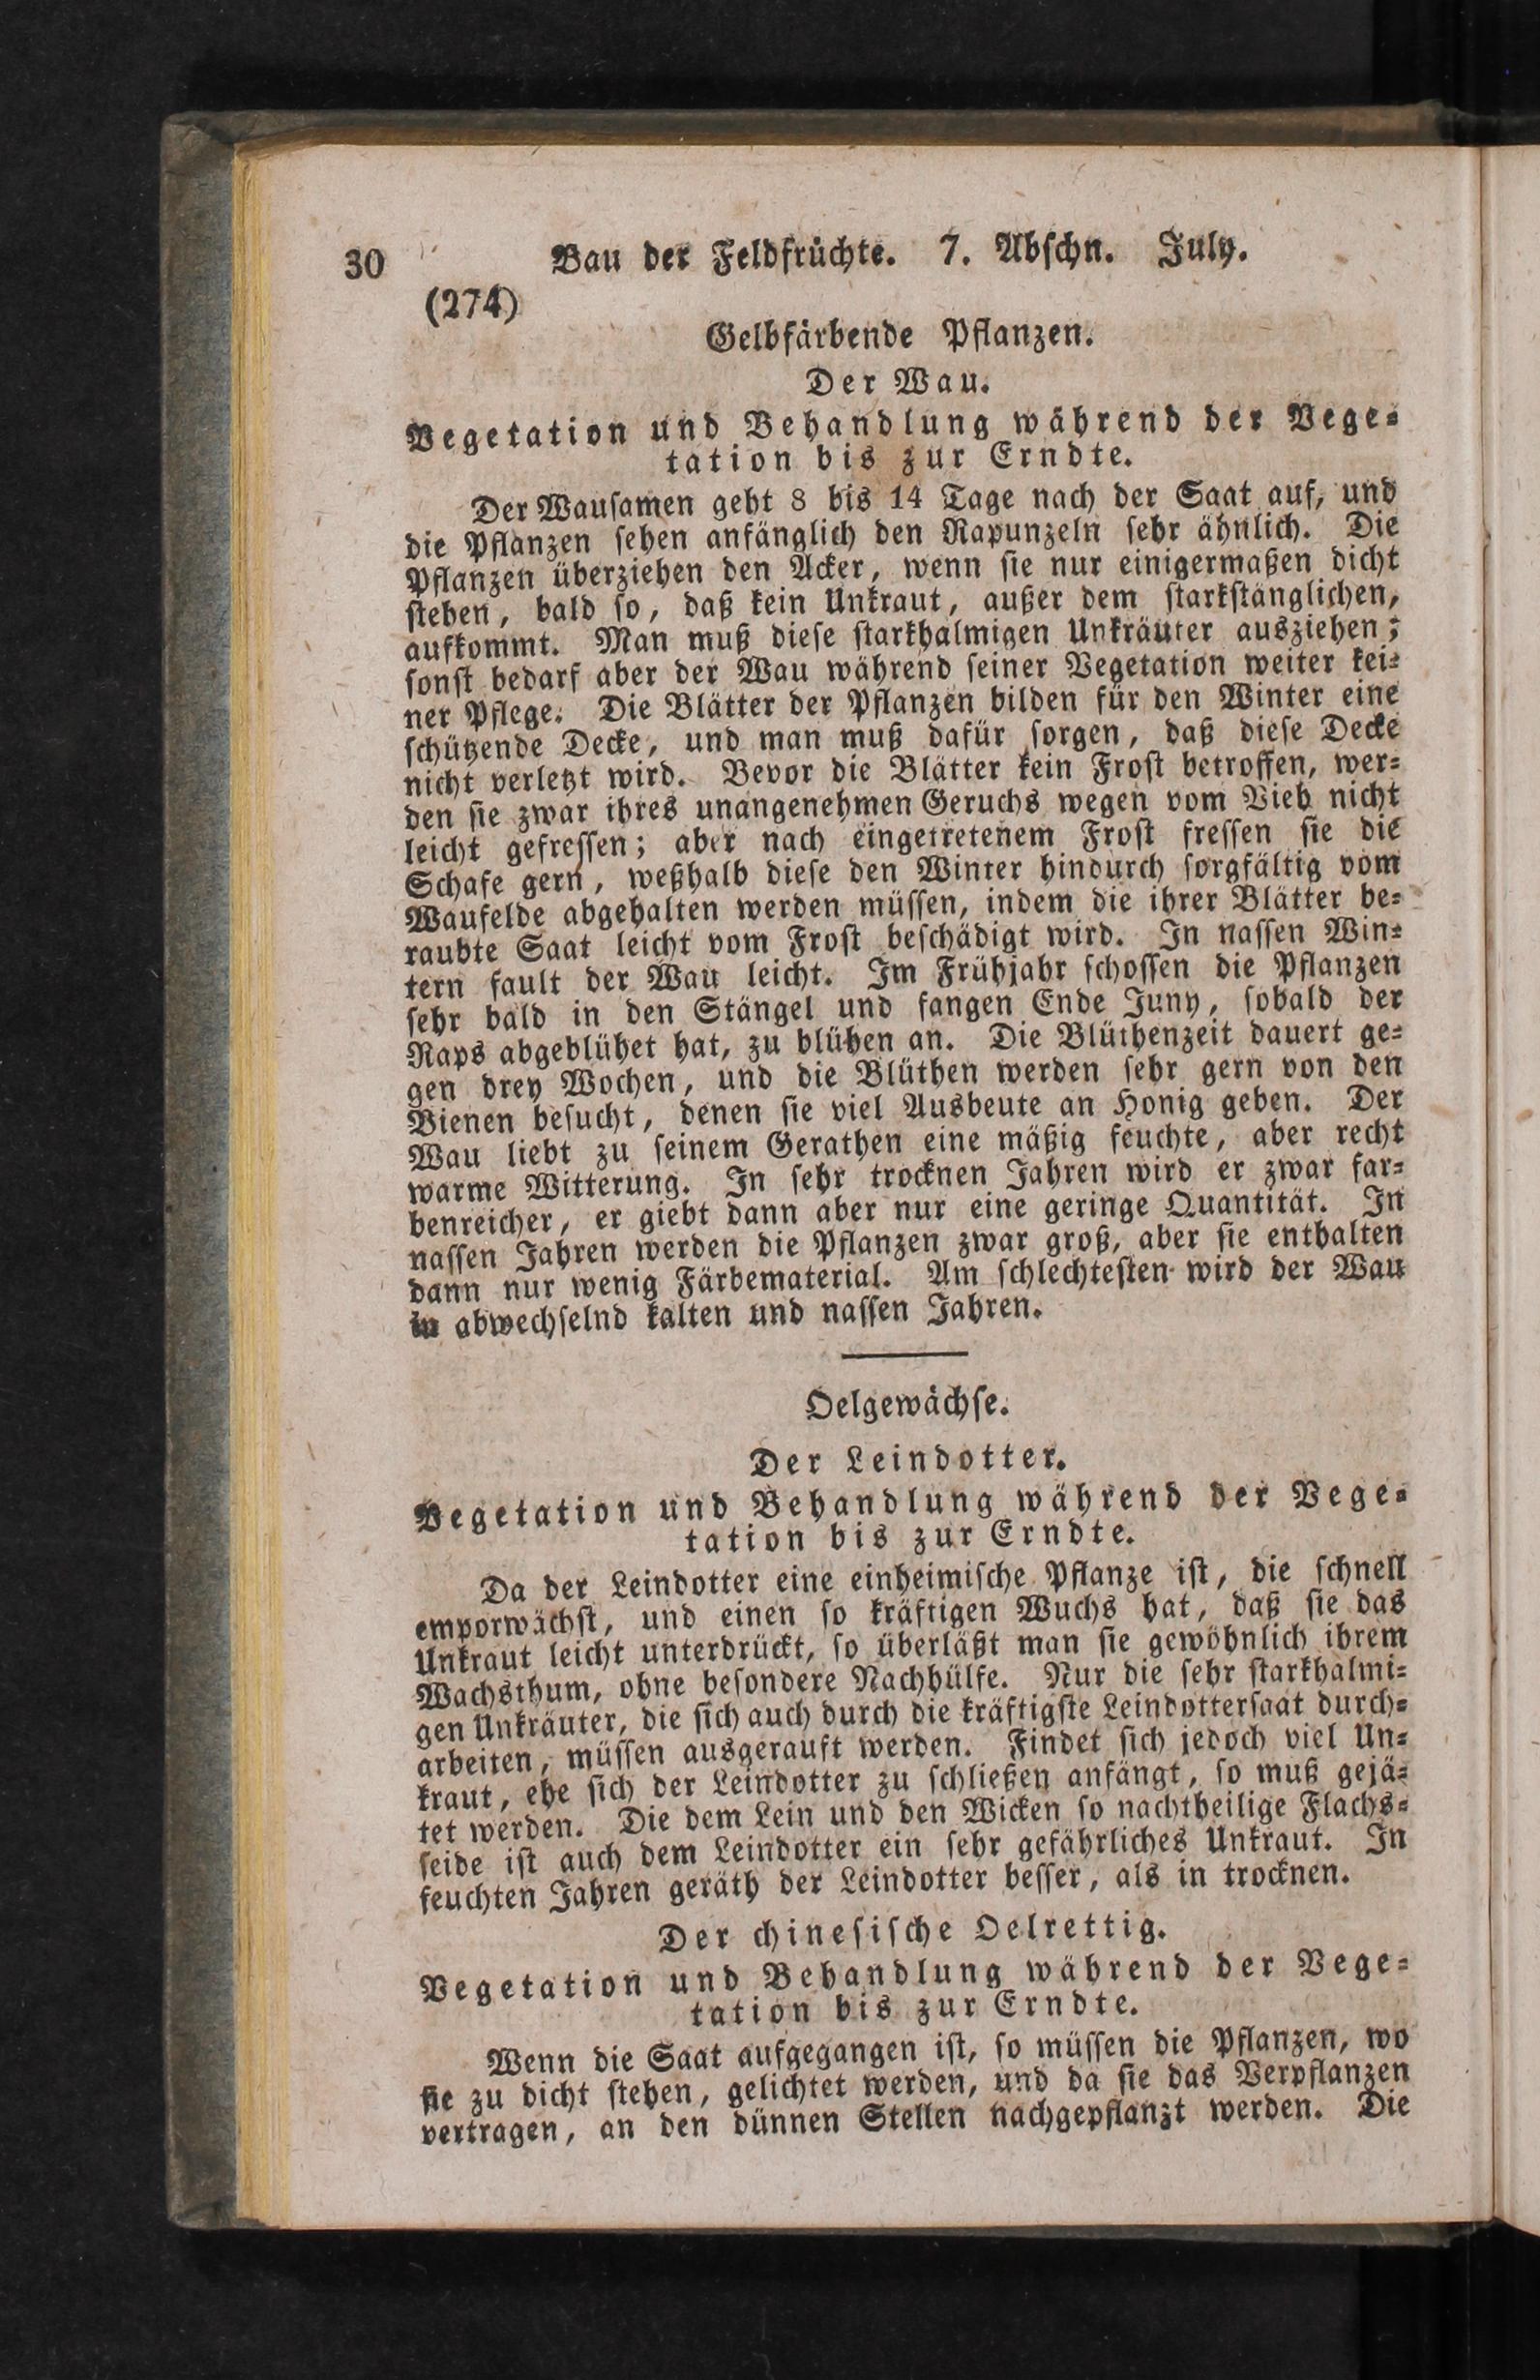 30 Bau der Feldfrüchte. 7. Abschn. July.
(274)
Gelbfärbende Pflanzen.
Der Wau.
Vegetation und Behandlung während der Vege-
tation bis zur Erndte.
Der Wausamen geht 8 bis 14 Tage nach der Saat auf, und
die Pflanzen sehen anfänglich den Rapunzeln sehr ähnlich. Die
Pflanzen überziehen den Acker, wenn sie nur einigermaßen dicht
stehen, bald so, daß kein Unkraut, außer dem starkstänglichen,
aufkommt. Man muß diese starkhalmigen Unkräuter ausziehen;
sonst bedarf aber der Wau während seiner Vegetation weiter kei-
ner Pflege. Die Blätter der Pflanzen bilden für den Winter eine
schützende Decke, und man muß dafür sorgen, daß diese Decke
nicht verletzt wird. Bevor die Blätter kein Frost betroffen, wer-
den sie zwar ihres unangenehmen Geruchs wegen vom Vieh nicht
leicht gefressen; aber nach eingetretenem Frost fressen sie die
Schafe gern, weßhalb diese den Winter hindurch sorgfältig vom
Waufelde abgehalten werden müssen, indem die ihrer Blätter be-
raubte Saat leicht vom Frost beschädigt wird. In nassen Win-
tern fault der Wau leicht. Im Frühjahr schossen die Pflanzen
sehr bald in den Stängel und fangen Ende Juny, sobald der
Raps abgeblühet hat, zu blühen an. Die Blüthenzeit dauert ge-
gen drey Wochen, und die Blüthen werden sehr gern von den
Bienen besucht, denen sie viel Ausbeute an Honig geben. Der
Wau liebt zu seinem Gerathen eine mäßig feuchte, aber recht
warme Witterung. In sehr trocknen Jahren wird er zwar far-
benreicher, er giebt dann aber nur eine geringe Quantität. In
nassen Jahren werden die Pflanzen zwar groß, aber sie enthalten
dann nur wenig Färbematerial. Am schlechtesten wird der Wau
in abwechselnd kalten und nassen Jahren.
Oelgewächse.
Der Leindotter.
Vegetation und Behandlung während der Vege-
tation bis zur Erndte.
Da der Leindotter eine einheimische Pflanze ist, die schnell
emporwächst, und einen so kräftigen Wuchs hat, daß sie das
Unkraut leicht unterdrückt, so überläßt man sie gewöhnlich ihrem
Wachsthum, ohne besondere Nachhülfe. Nur die sehr starkhalmi-
gen Unkräuter, die sich auch durch die kräftigste Leindottersaat durch-
arbeiten, müssen ausgerauft werden. Findet sich jedoch viel Un-
kraut, ehe sich der Leindotter zu schließen anfängt, so muß gejä-
tet werden. Die dem Lein und den Wicken so nachtheilige Flachs-
seide ist auch dem Leindotter ein sehr gefährliches Unkraut. In
feuchten Jahren geräth der Leindotter besser, als in trocknen.
Der chinesische Oelrettig.
Vegetation und Behandlung während der Vege-
tation bis zur Erndte.
Wenn die Saat aufgegangen ist, so müssen die Pflanzen, wo
sie zu dicht stehen, gelichtet werden, und da sie das Verpflanzen
vertragen, an den dünnen Stellen nachgepflanzt werden. Die